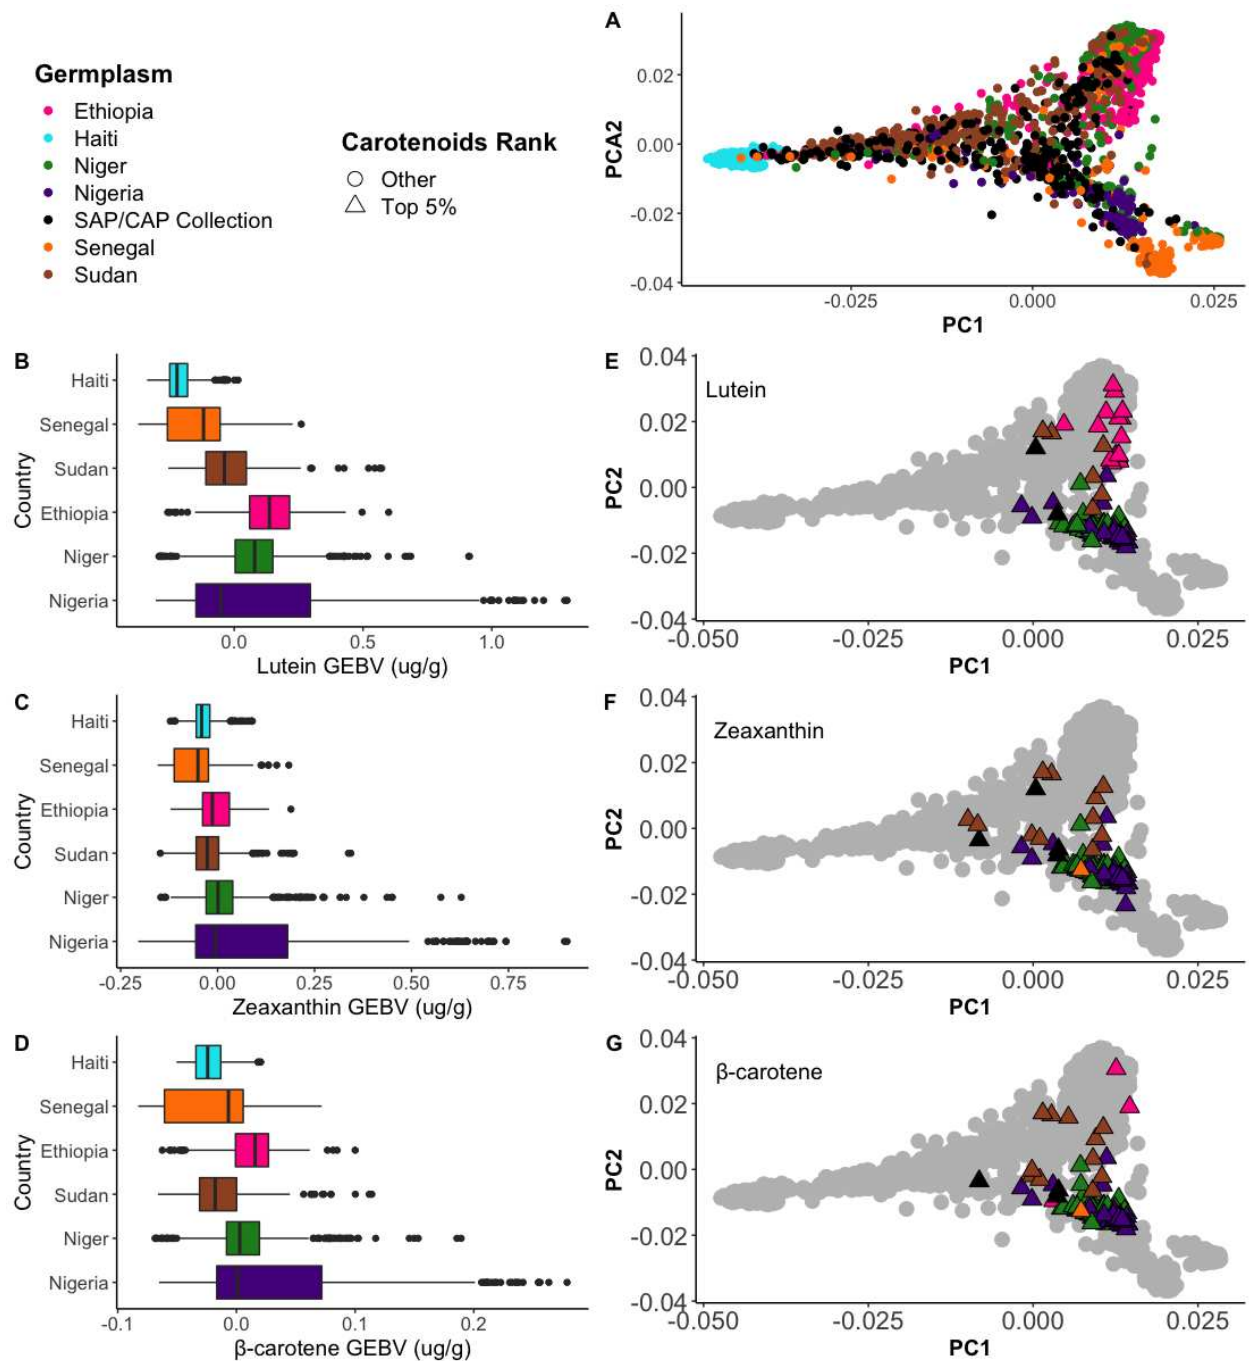 Germplasm
Ethiopia
Haiti
Niger
Nigeria
SAP/CAP Collection
Senegal
Sudan
Carotenoids Rank
Other
Top 5%
A
PCA2
0.02
0.00
-0.02
-0.04
-0.025 0.000 0.025
PC1
B
Country
Haiti
Senegal
Sudan
Ethiopia
Niger
Nigeria
0.0 0.5 1.0
Lutein GEBV (ug/g)
E
Lutein
PC2
0.04
0.02
0.00
-0.02
-0.04
-0.050 -0.025 0.000 0.025
PC1
C
Country
Haiti
Senegal
Ethiopia
Sudan
Niger
Nigeria
-0.25 0.00 0.25 0.50 0.75
Zeaxanthin GEBV (ug/g)
F
Zeaxanthin
PC2
0.04
0.02
0.00
-0.02
-0.04
-0.050 -0.025 0.000 0.025
PC1
D
Country
Haiti
Senegal
Ethiopia
Sudan
Niger
Nigeria
-0.1 0.0 0.1 0.2
β-carotene GEBV (ug/g)
G
β-carotene
PC2
0.04
0.02
0.00
-0.02
-0.04
-0.050 -0.025 0.000 0.025
PC1